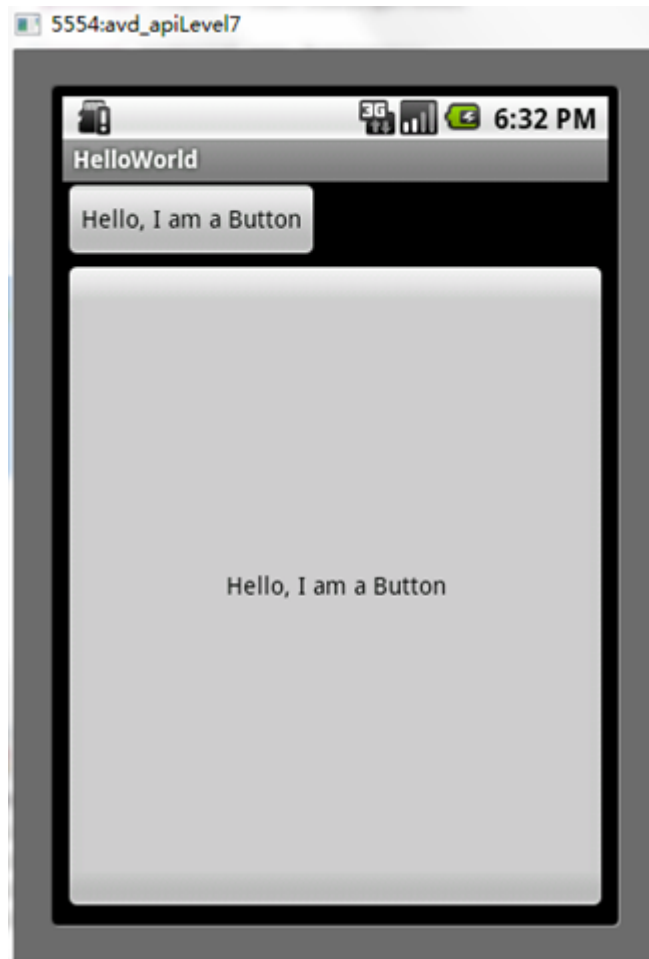 5554:avd_apiLevel7
3G 6:32 PM
HelloWorld
Hello, I am a Button
Hello, I am a Button